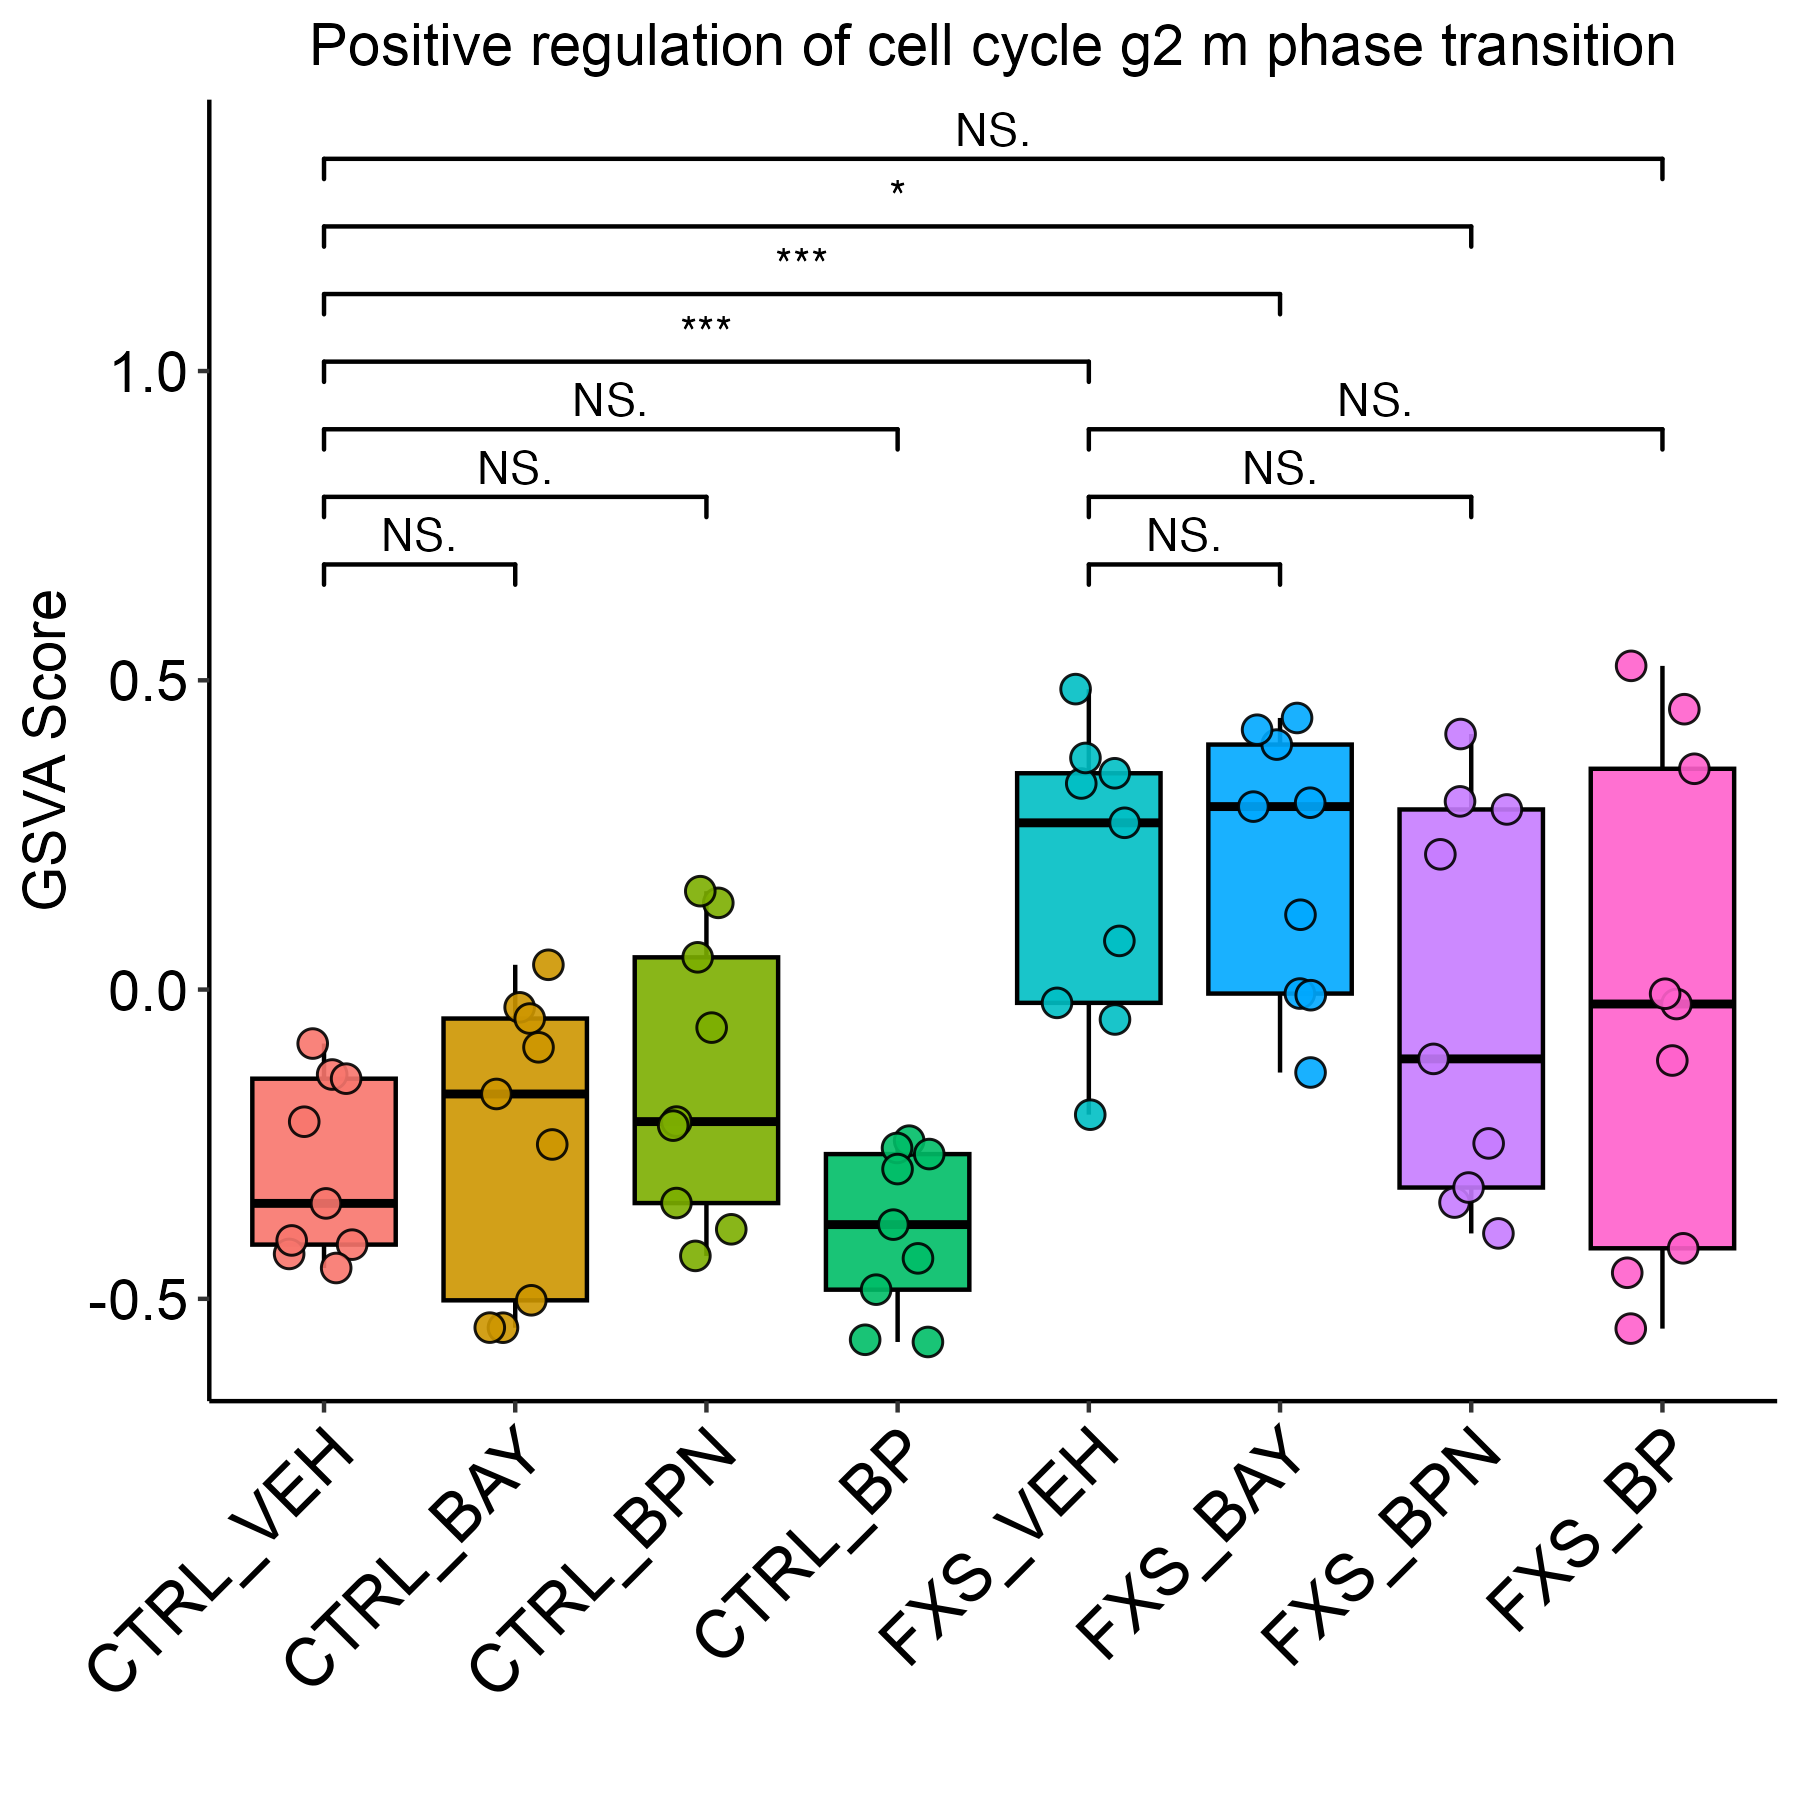 Positive regulation of cell cycle g2 m phase transition
NS.
*
***
***
NS.
NS.
NS.
NS.
NS.
NS.
GSVA Score
1.0
0.5
0.0
-0.5
CTRL_VEH
CTRL_BAY
CTRL_BPN
CTRL_BP
FXS_VEH
FXS_BAY
FXS_BPN
FXS_BP